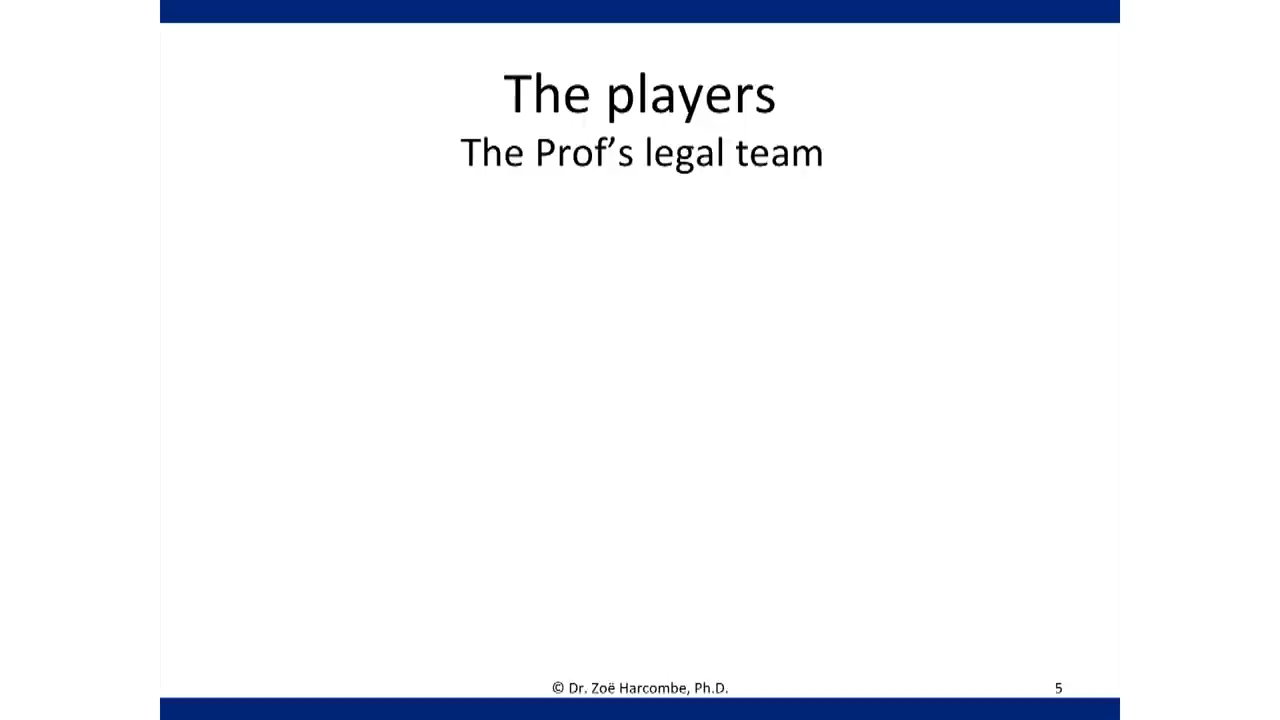 The players
The Prof’s legal team
© Dr. Zoë Harcombe, Ph.D.
5